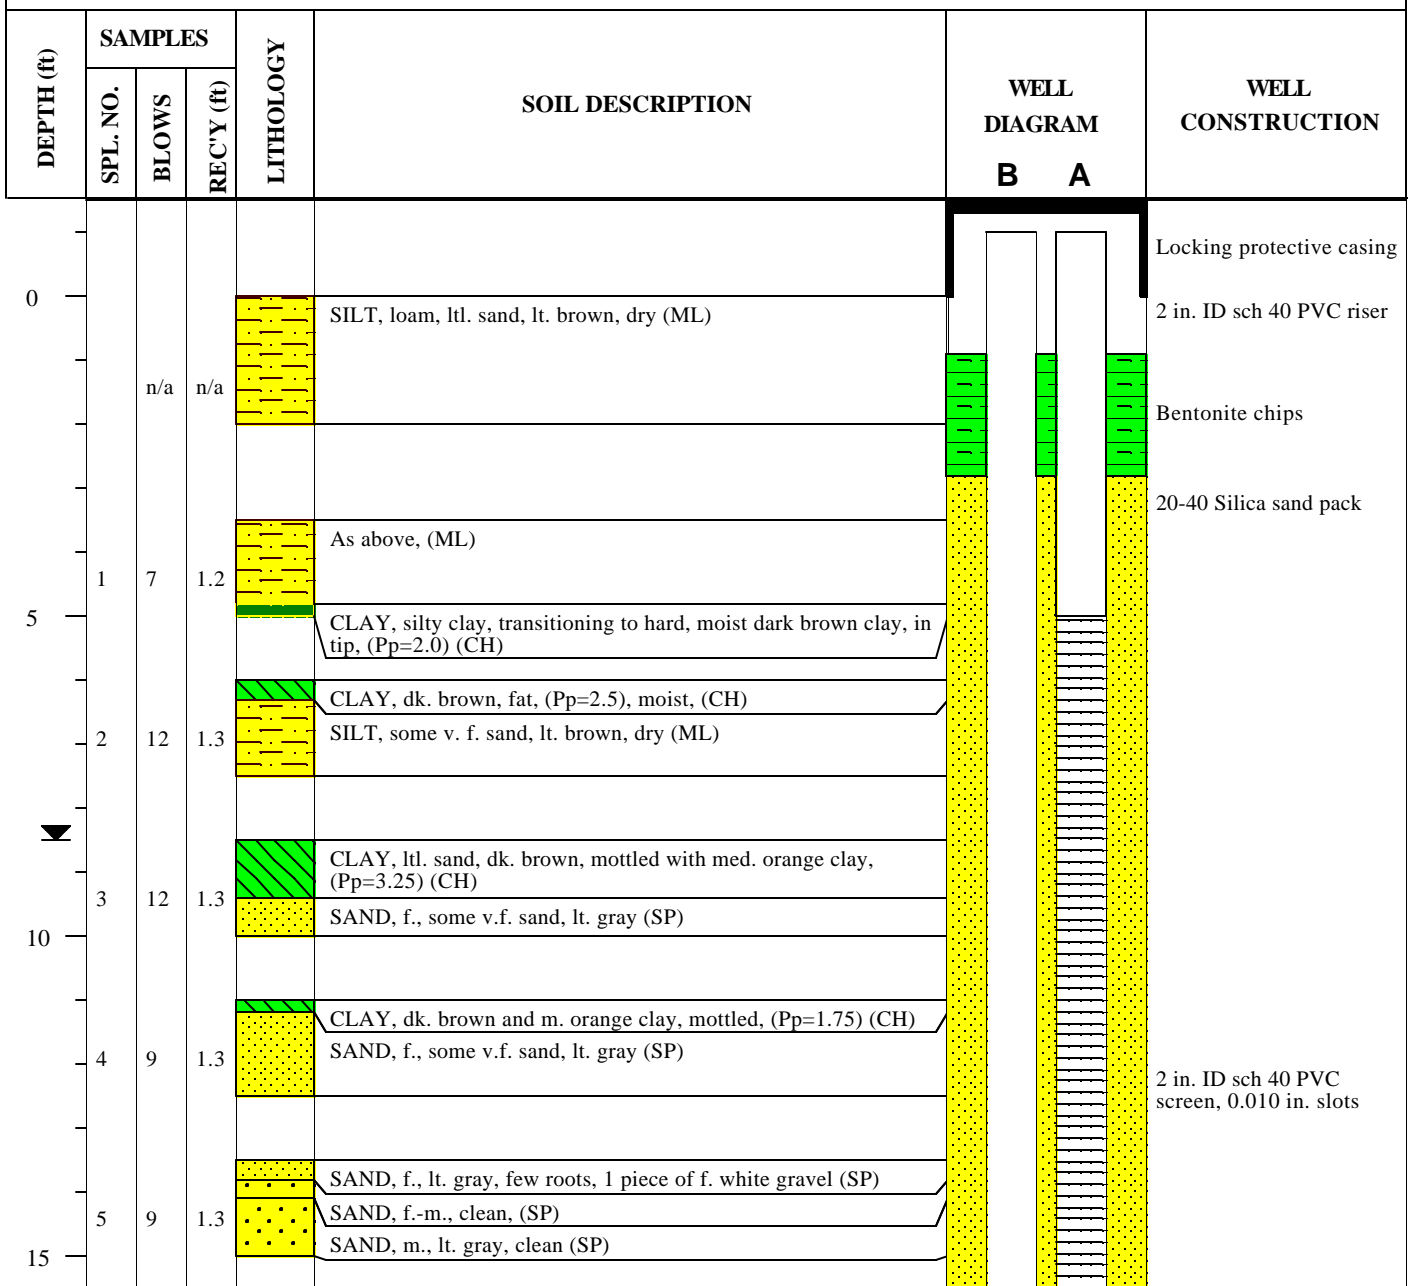 DEPTH (ft)
SAMPLES
SPL. NO.
BLOWS
REC'Y (ft)
LITHOLOGY
SOIL DESCRIPTION
WELL
DIAGRAM
B A
WELL
CONSTRUCTION
Locking protective casing
0
SILT, loam, ltl. sand, lt. brown, dry (ML)
2 in. ID sch 40 PVC riser
n/a n/a
Bentonite chips
20-40 Silica sand pack
As above, (ML)
1 7 1.2
5
CLAY, silty clay, transitioning to hard, moist dark brown clay, in
tip, (Pp=2.0) (CH)
CLAY, dk. brown, fat, (Pp=2.5), moist, (CH)
2 12 1.3
SILT, some v. f. sand, lt. brown, dry (ML)
CLAY, ltl. sand, dk. brown, mottled with med. orange clay,
(Pp=3.25) (CH)
3 12 1.3
SAND, f., some v.f. sand, lt. gray (SP)
10
CLAY, dk. brown and m. orange clay, mottled, (Pp=1.75) (CH)
SAND, f., some v.f. sand, lt. gray (SP)
4 9 1.3
2 in. ID sch 40 PVC
screen, 0.010 in. slots
SAND, f., lt. gray, few roots, 1 piece of f. white gravel (SP)
SAND, f.-m., clean, (SP)
5 9 1.3
SAND, m., lt. gray, clean (SP)
15